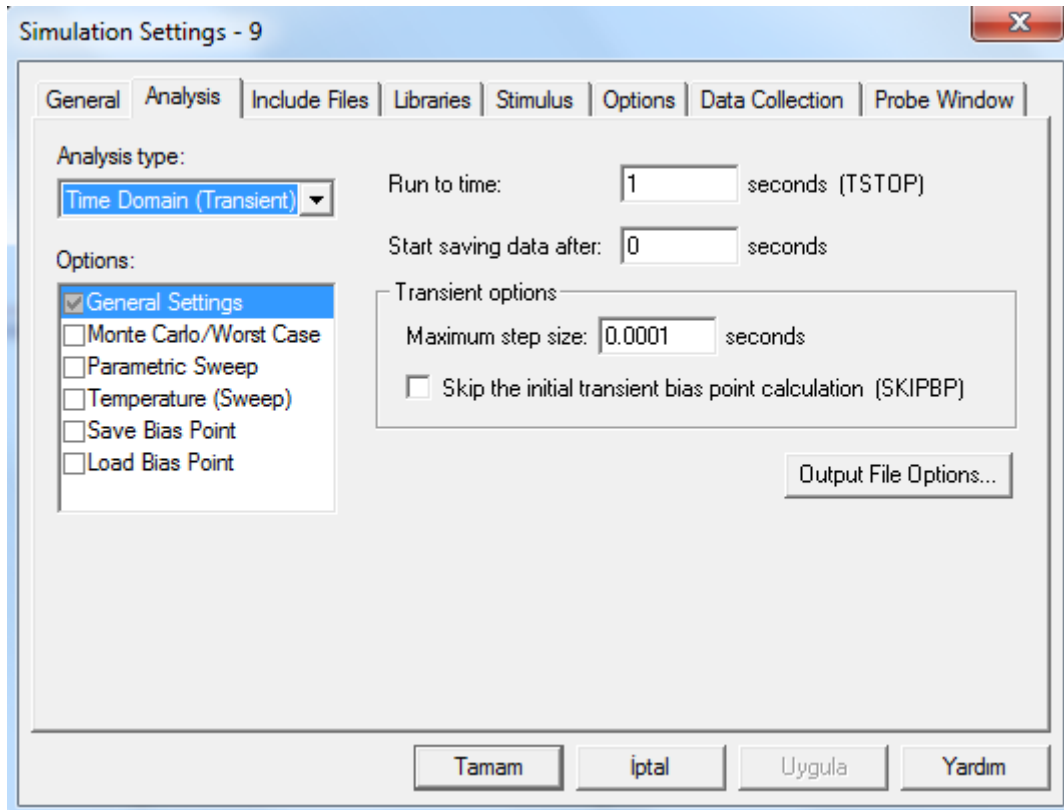 Simulation Settings - 9
General Analysis Include Files Libraries Stimulus Options Data Collection Probe Window
Analysis type:
Time Domain (Transient)
Options:
General Settings
Monte Carlo/Worst Case
Parametric Sweep
Temperature (Sweep)
Save Bias Point
Load Bias Point
Run to time: 1 seconds (TSTOP)
Start saving data after: 0 seconds
Transient options
Maximum step size: 0.0001 seconds
Skip the initial transient bias point calculation (SKIPBP)
Output File Options...
Tamam İptal Uygula Yardım